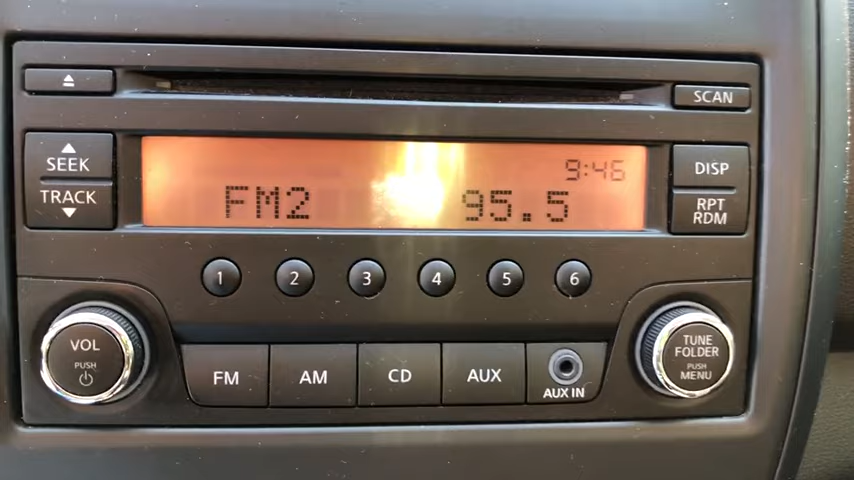 SCAN
SEEK
TRACK
9:46
FM2 95.5
DISP
RPT
RDM
1 2 3 4 5 6
VOL
PUSH
FM AM CD AUX
AUX IN
TUNE
FOLDER
PUSH
MENU